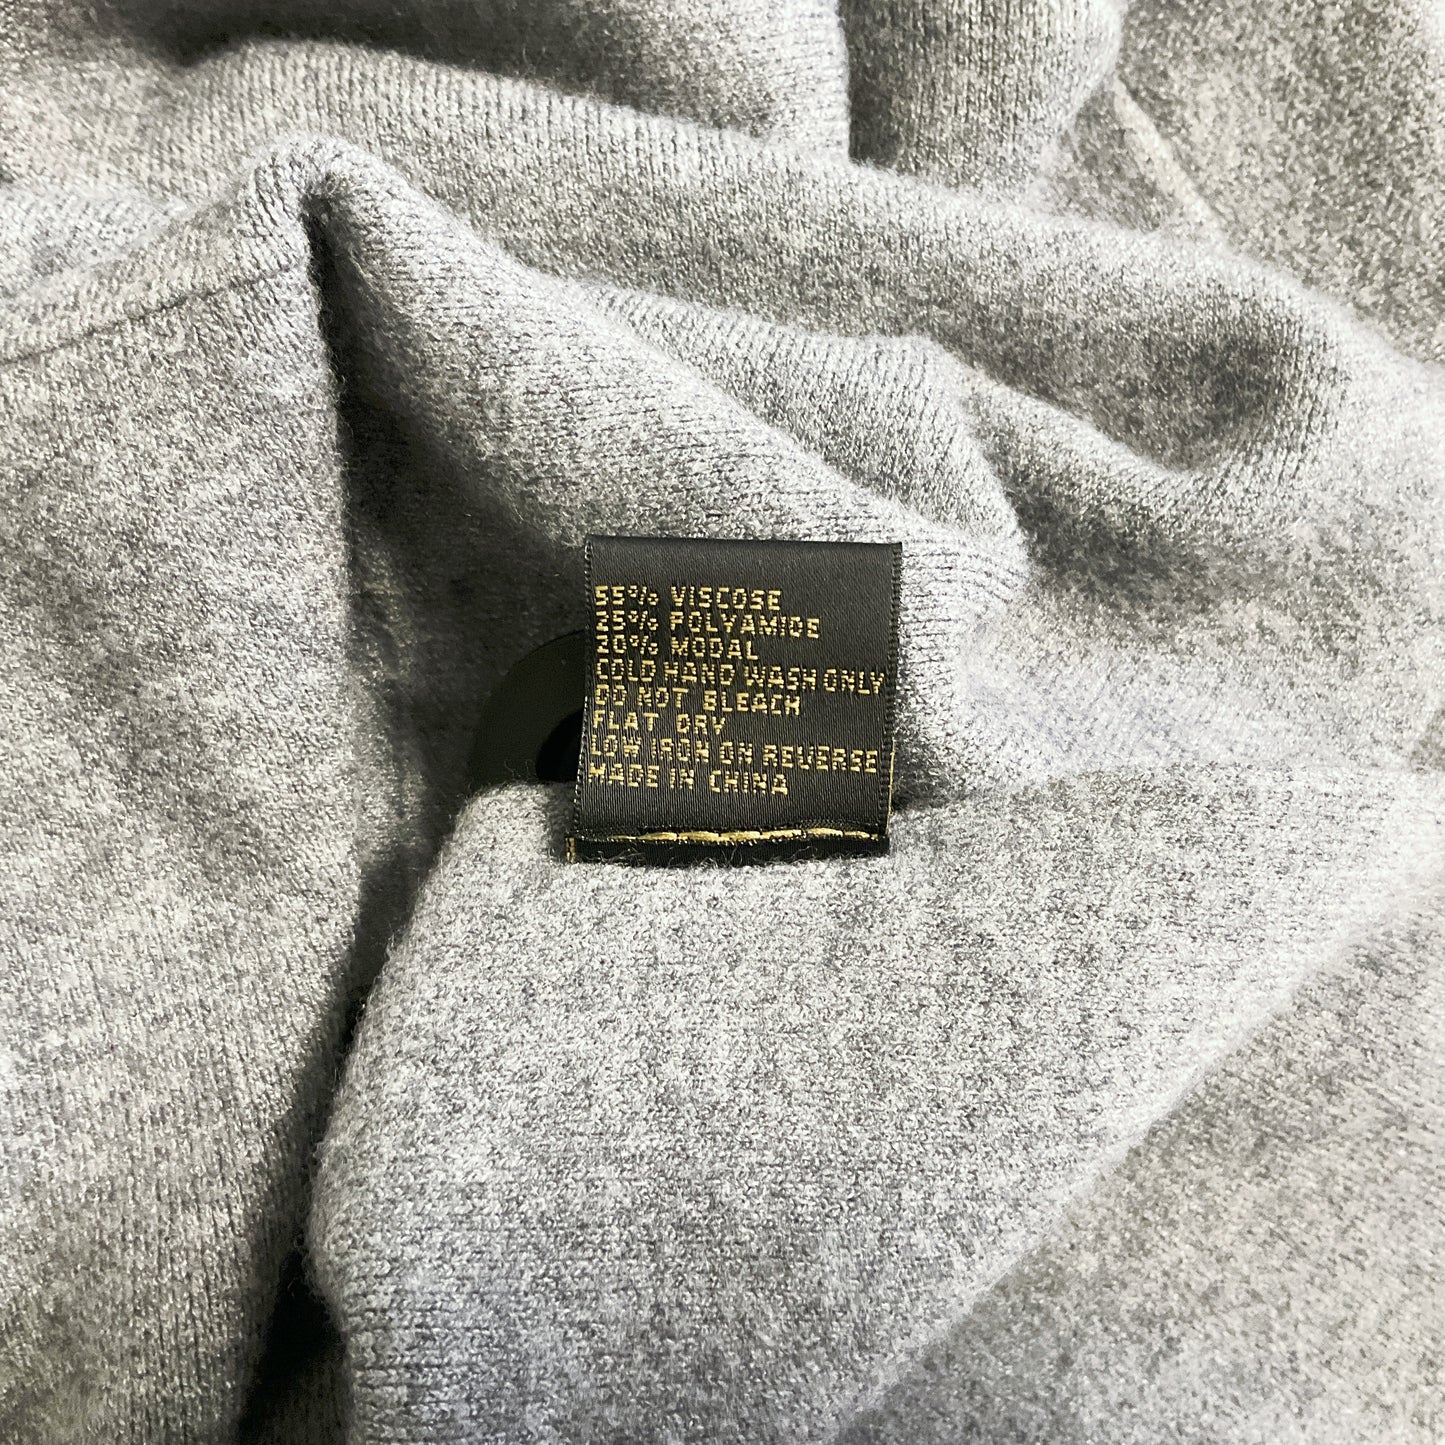 55% VISCOSE
25% POLYAMIDE
20% MODAL
COLD HAND WASH ONLY
DO NOT BLEACH
FLAT DRY
LOW IRON ON REVERSE
MADE IN CHINA